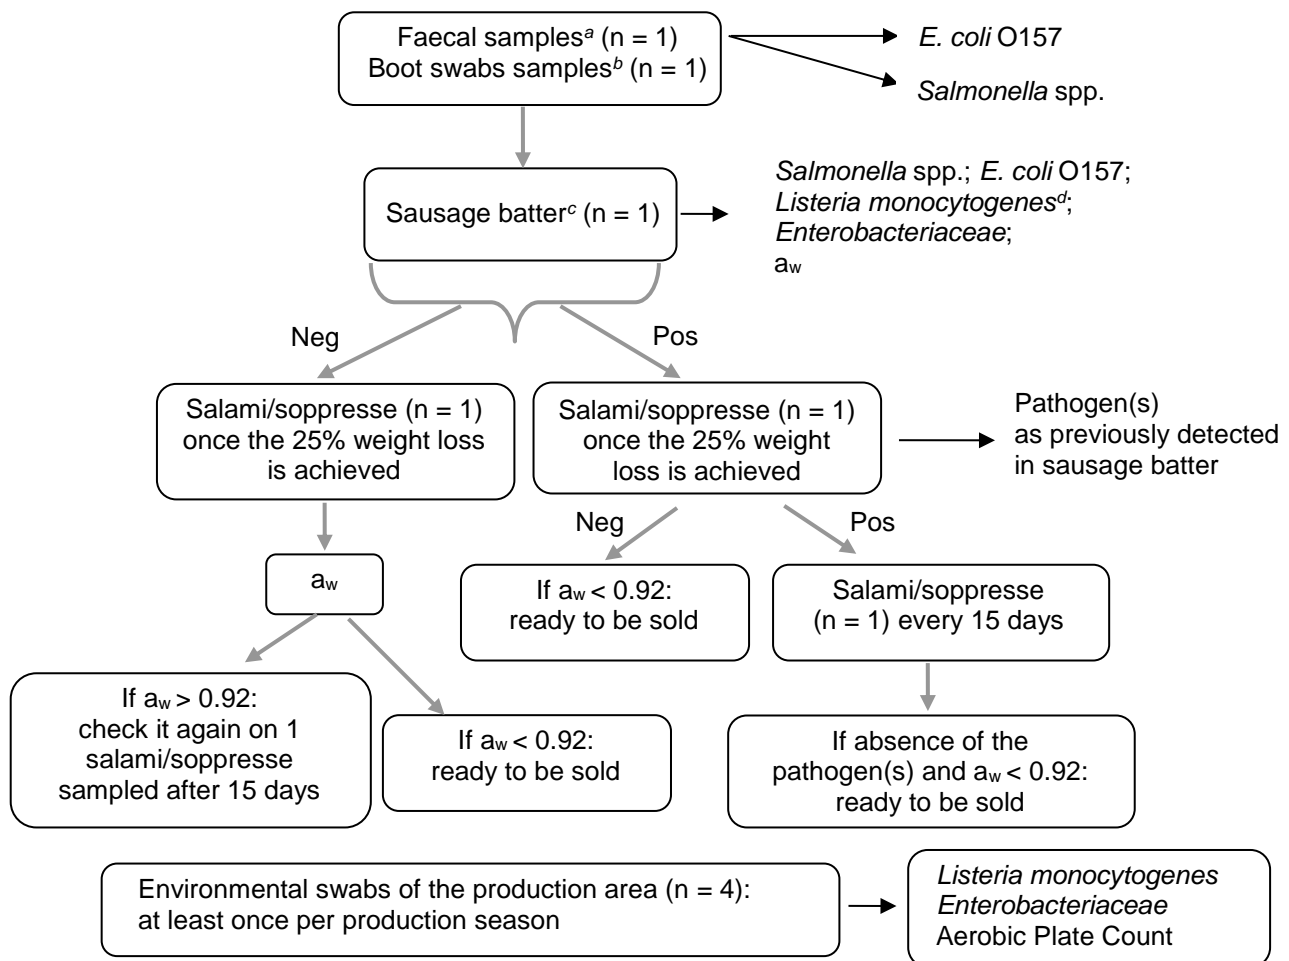 Faecal samplesᵃ (n = 1)
Boot swabs samplesᵇ (n = 1)
E. coli O157
Salmonella spp.
Sausage batterᶜ (n = 1)
Salmonella spp.; E. coli O157;
Listeria monocytogenesᵈ;
Enterobacteriaceae;
aw
Neg
Pos
Salami/soppresse (n = 1)
once the 25% weight loss
is achieved
Salami/soppresse (n = 1)
once the 25% weight
loss is achieved
Pathogen(s)
as previously detected
in sausage batter
Neg
Pos
aw
If aw < 0.92:
ready to be sold
Salami/soppresse
(n = 1) every 15 days
If aw > 0.92:
check it again on 1
salami/soppresse
sampled after 15 days
If aw < 0.92:
ready to be sold
If absence of the
pathogen(s) and aw < 0.92:
ready to be sold
Environmental swabs of the production area (n = 4):
at least once per production season
Listeria monocytogenes
Enterobacteriaceae
Aerobic Plate Count